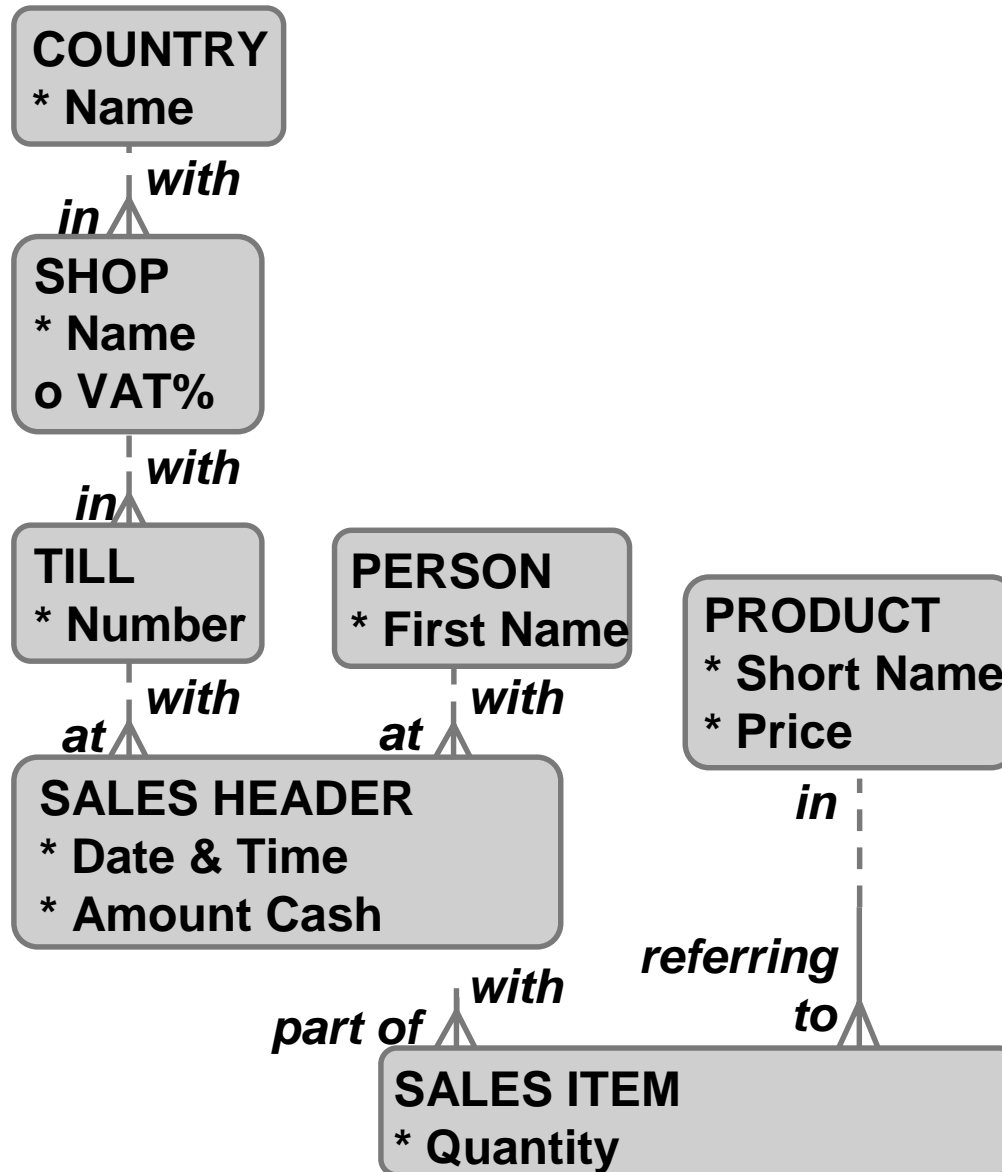 COUNTRY
* Name
with
in
SHOP
* Name
o VAT%
with
in
TILL
* Number
PERSON
* First Name
PRODUCT
* Short Name
* Price
with
at
with
at
SALES HEADER
* Date & Time
* Amount Cash
in
referring
to
with
part of
SALES ITEM
* Quantity